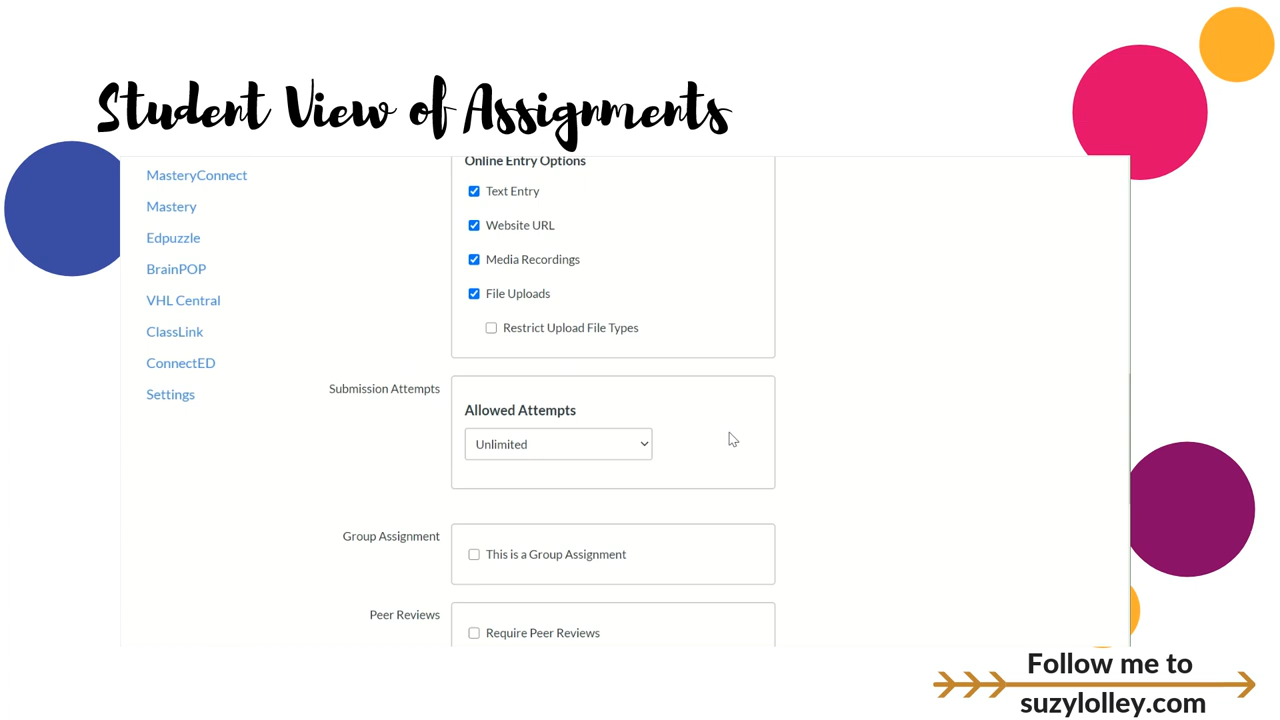 Student View of Assignments
MasteryConnect
Mastery
Edpuzzle
BrainPOP
VHL Central
ClassLink
ConnectED
Settings
Online Entry Options
Text Entry
Website URL
Media Recordings
File Uploads
Restrict Upload File Types
Submission Attempts
Allowed Attempts
Unlimited
Group Assignment
This is a Group Assignment
Peer Reviews
Require Peer Reviews
Follow me to
suzylolley.com